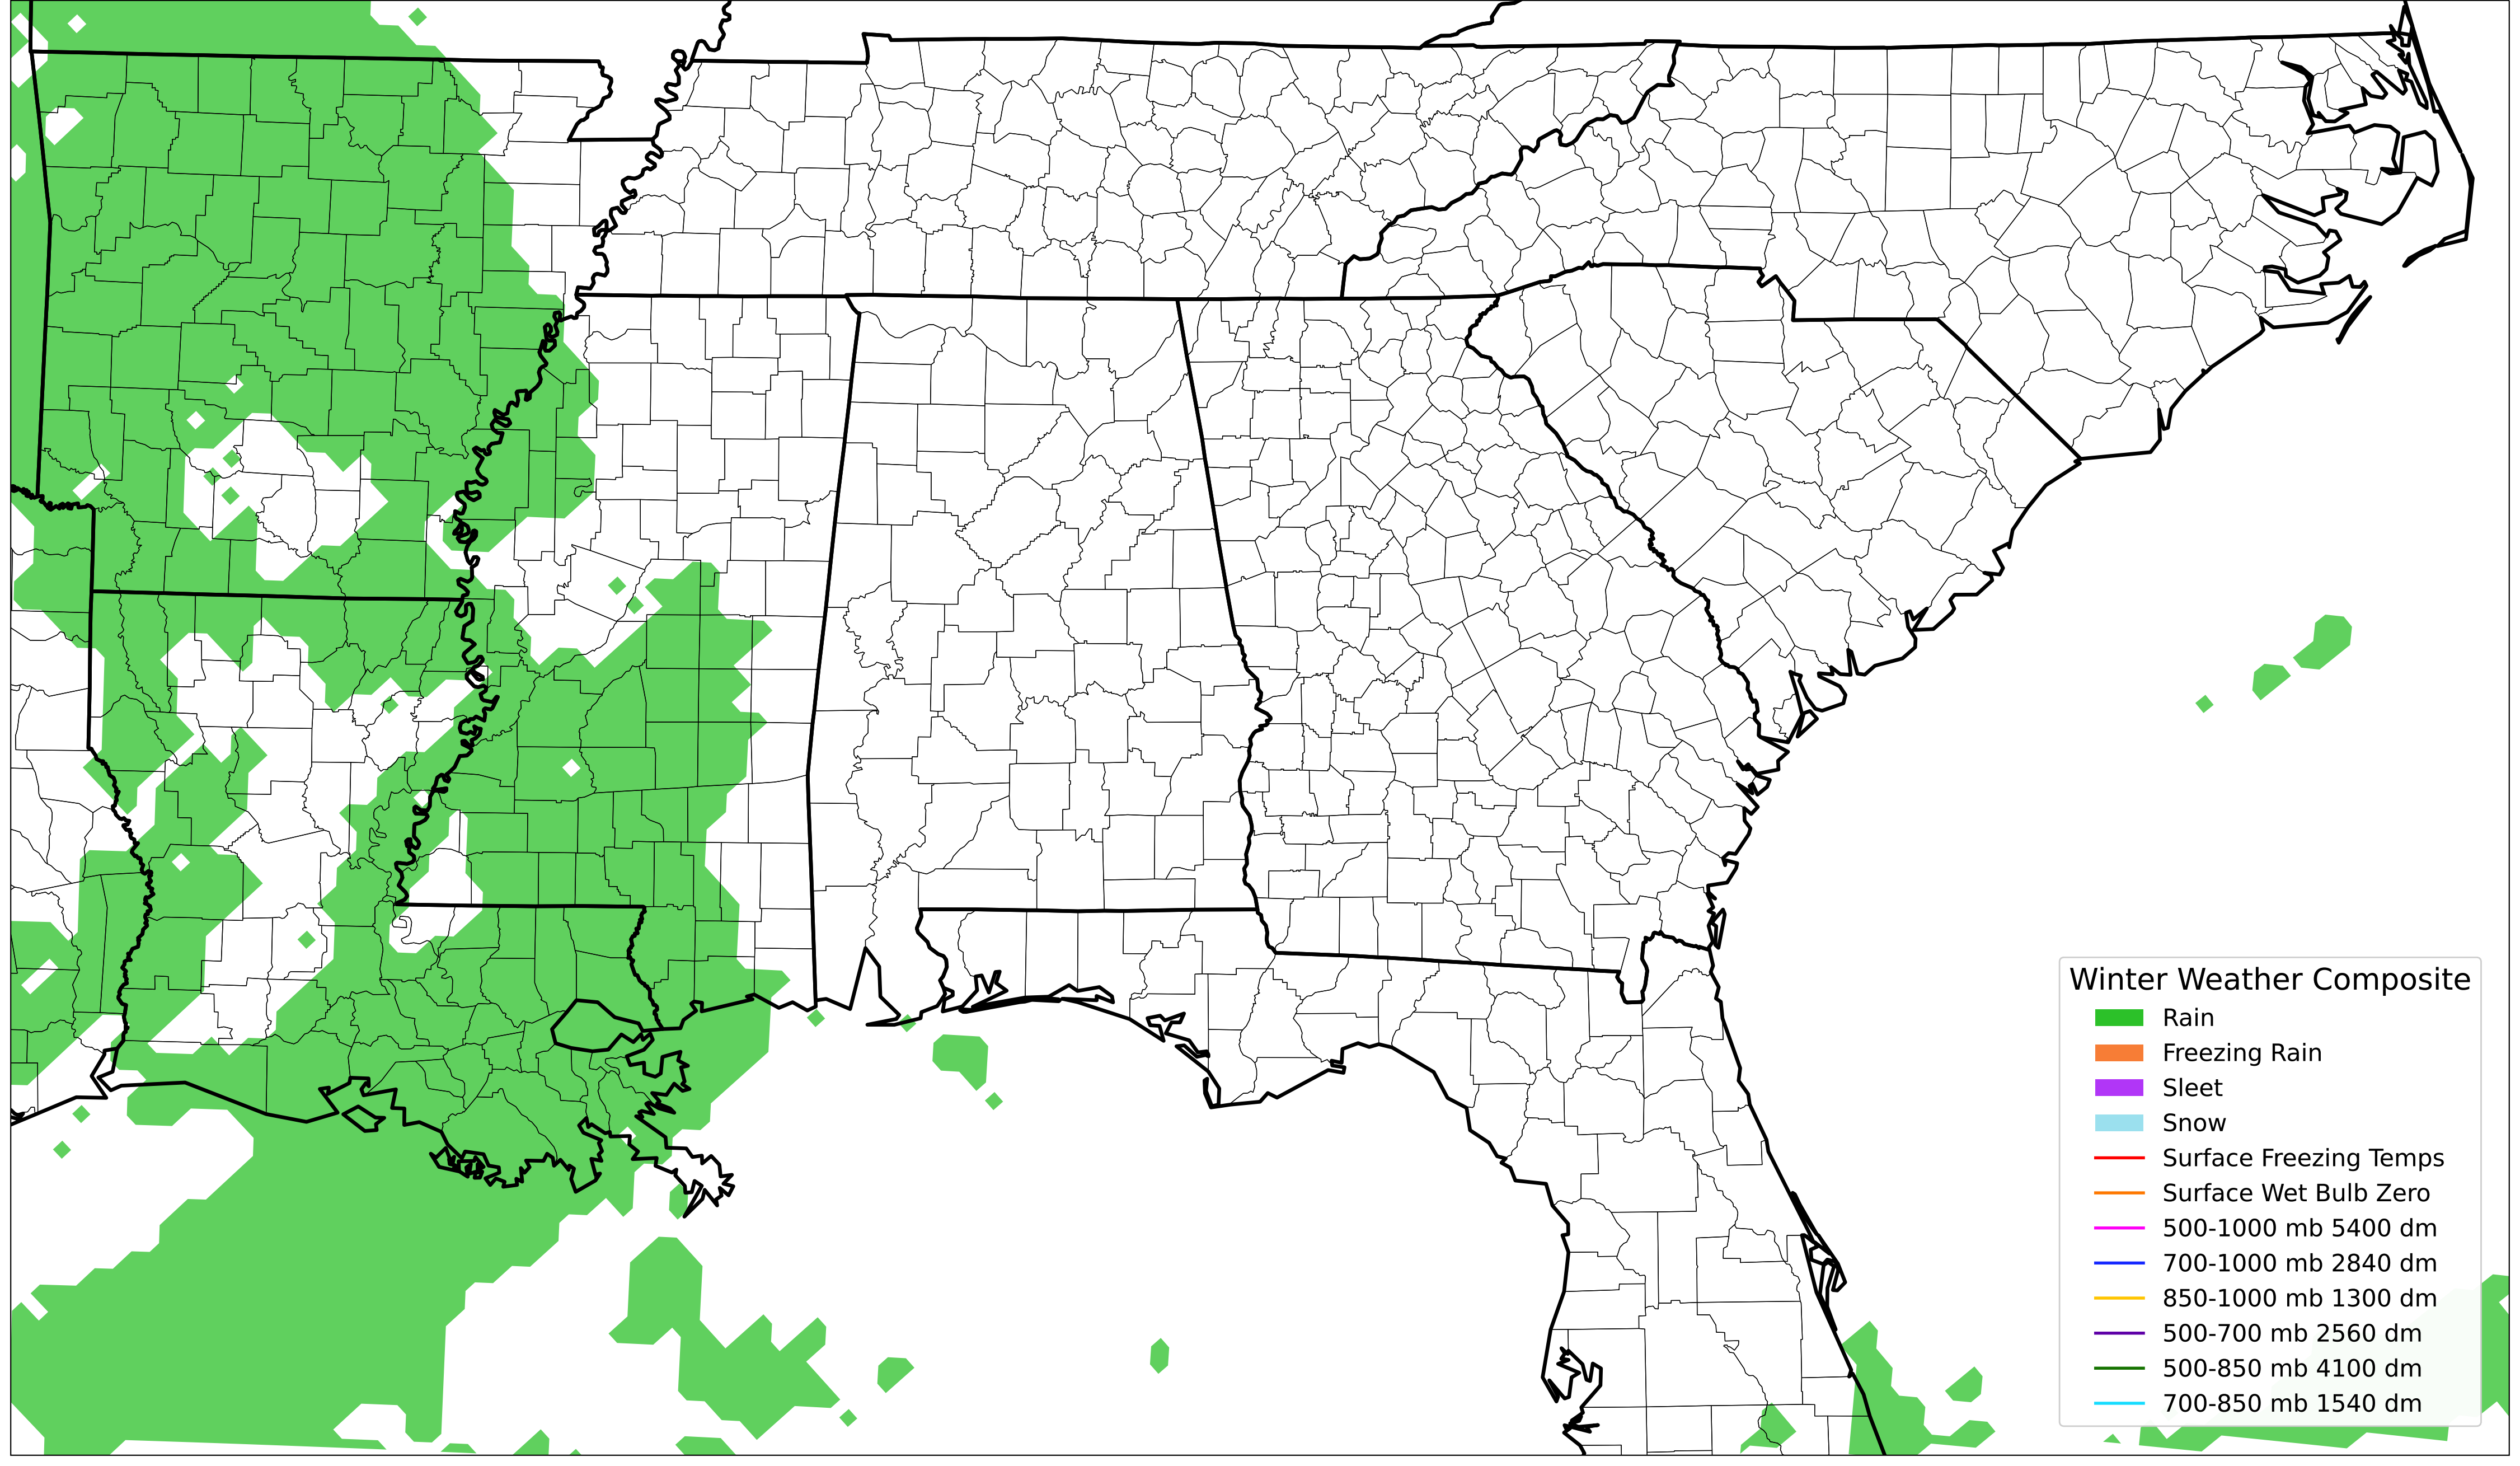 Winter Weather Composite
Rain
Freezing Rain
Sleet
Snow
Surface Freezing Temps
Surface Wet Bulb Zero
500-1000 mb 5400 dm
700-1000 mb 2840 dm
850-1000 mb 1300 dm
500-700 mb 2560 dm
500-850 mb 4100 dm
700-850 mb 1540 dm